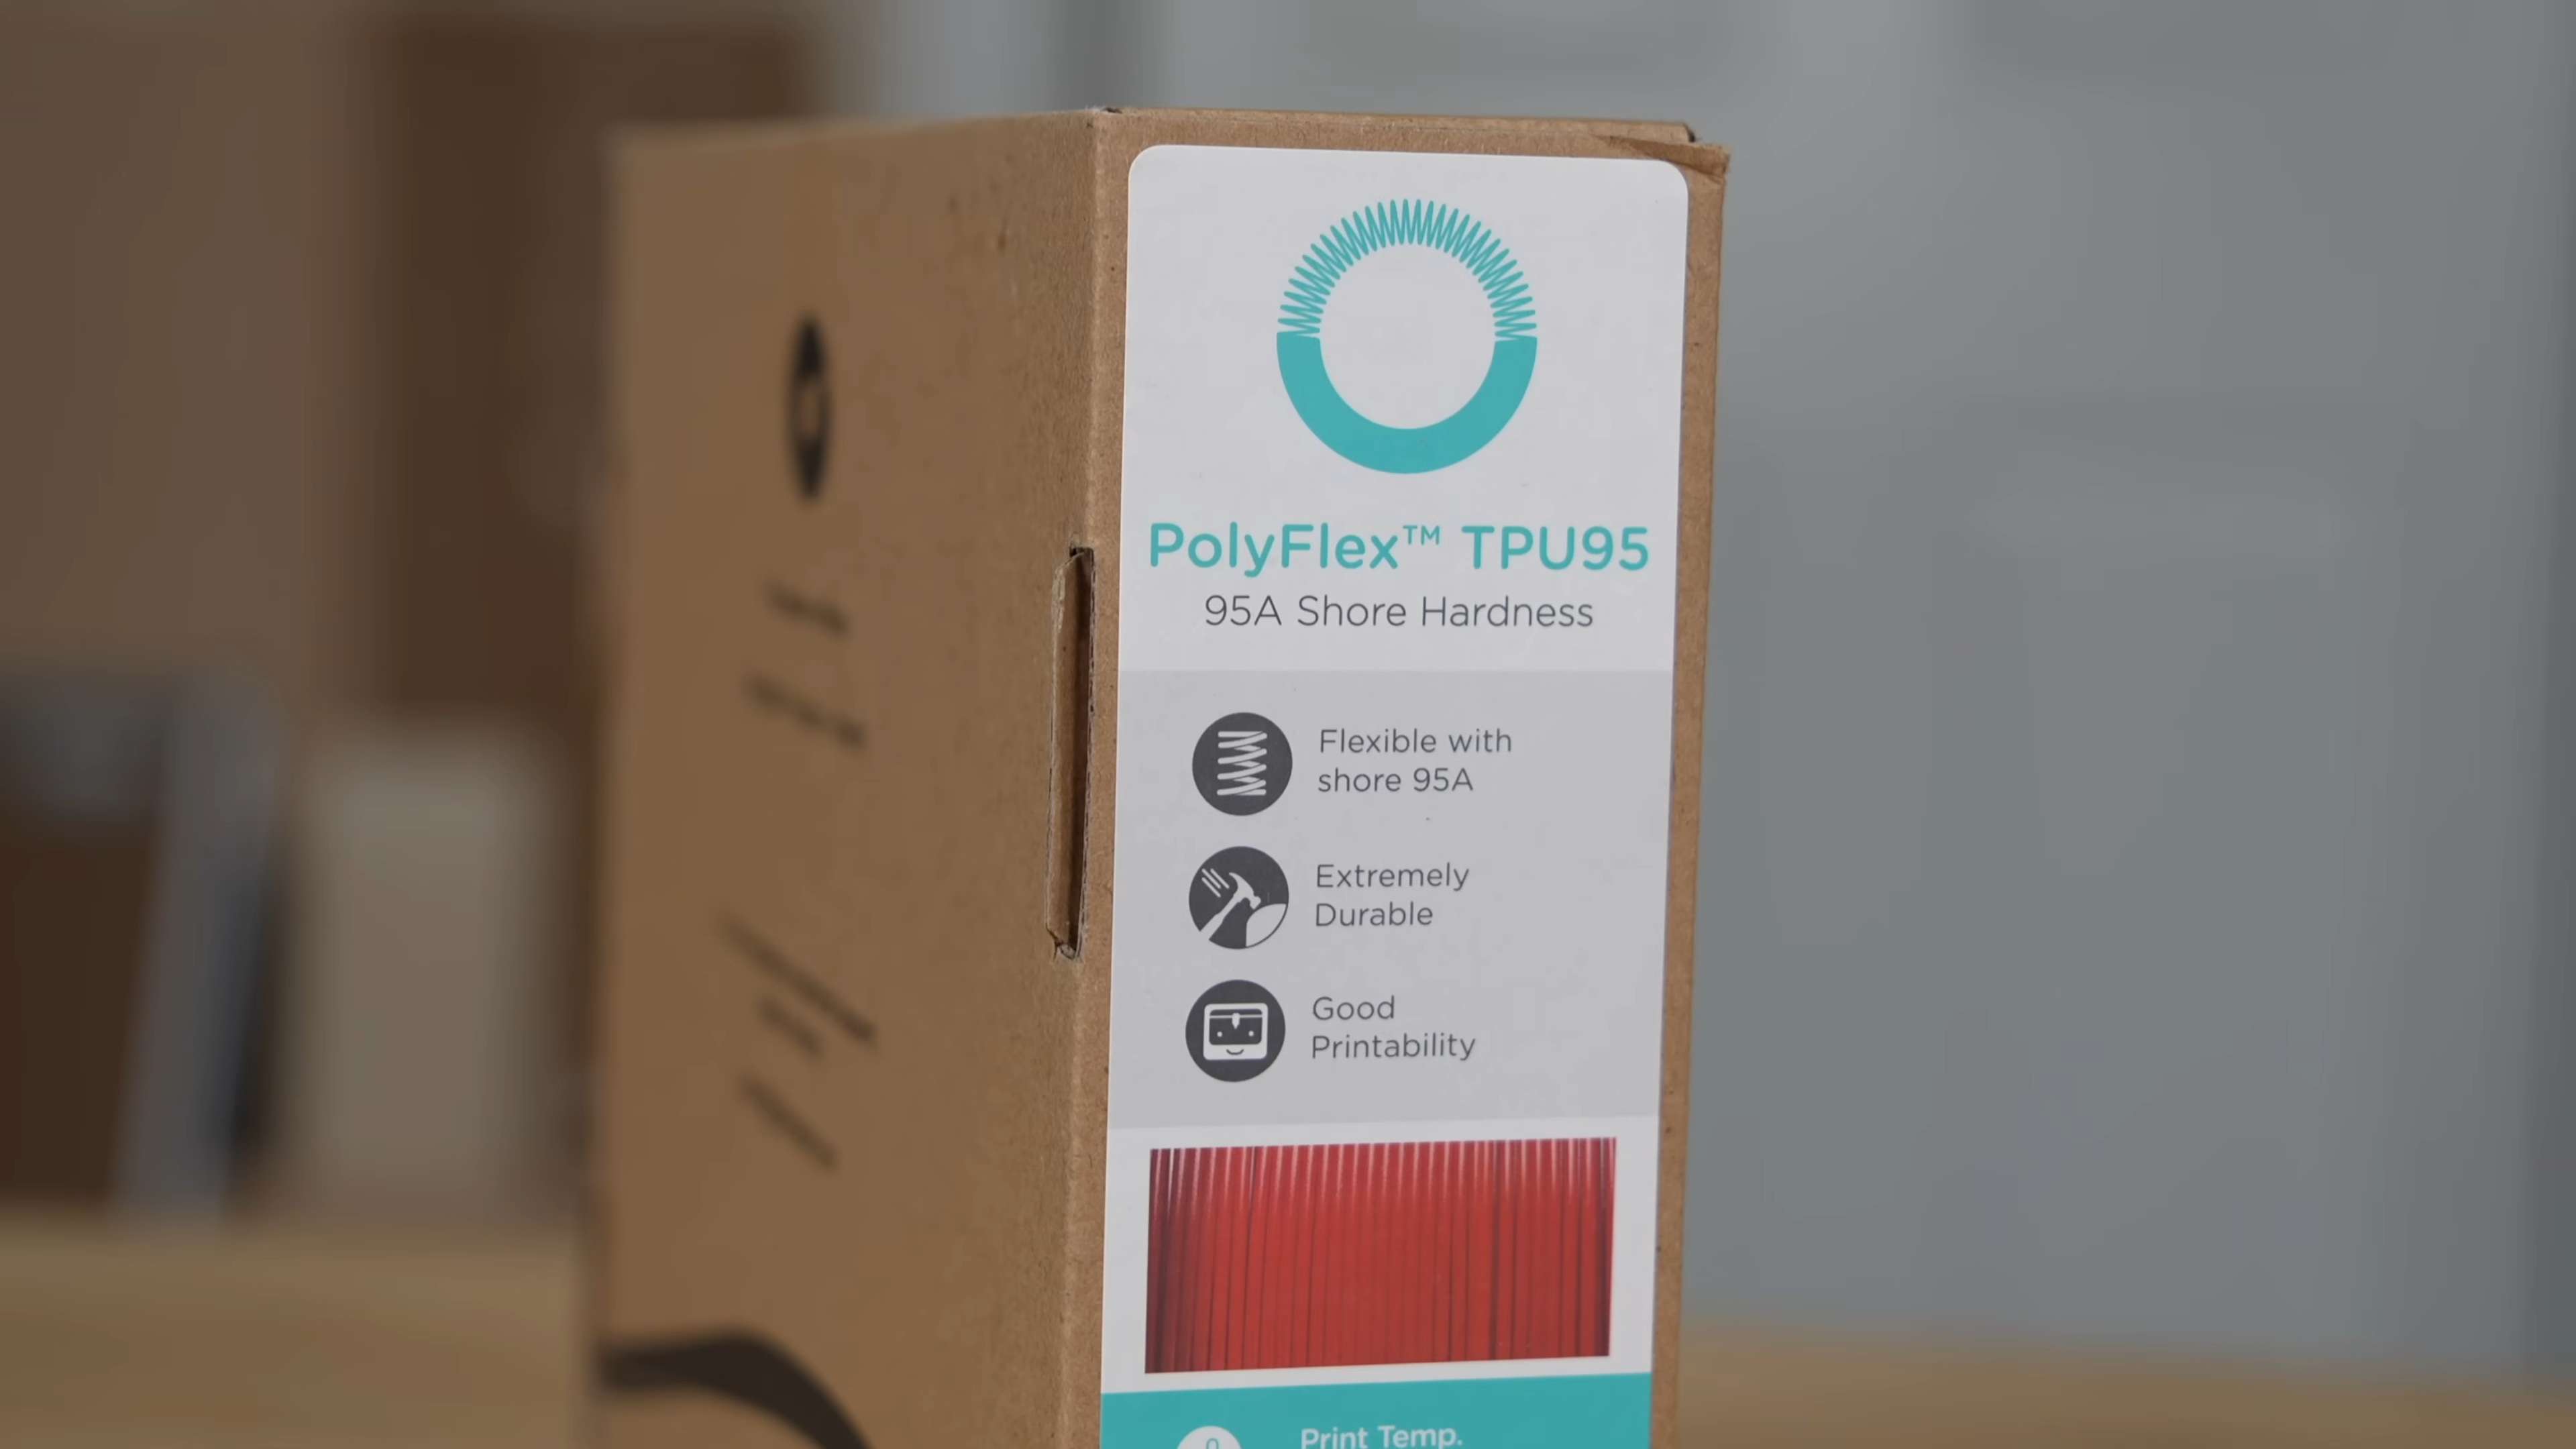 PolyFlex™ TPU95
95A Shore Hardness
Flexible with
shore 95A
Extremely
Durable
Good
Printability
Print Temp.